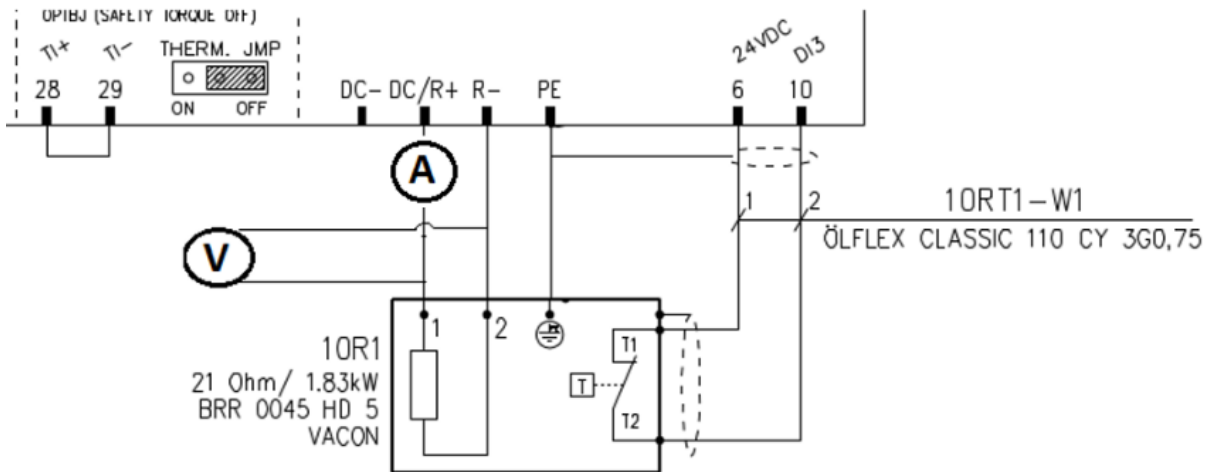 OPTBJ (SAFETY TORQUE OFF)
TI+ TI- THERM. JMP
28 29
ON OFF
DC- DC/R+ R- PE
24VDC DI3
6 10
A
V
1 2
10RT1-W1
ÖLFLEX CLASSIC 110 CY 3G0,75
1 2
10R1
21 Ohm/ 1.83kW
BRR 0045 HD 5
VACON
T1
T
T2